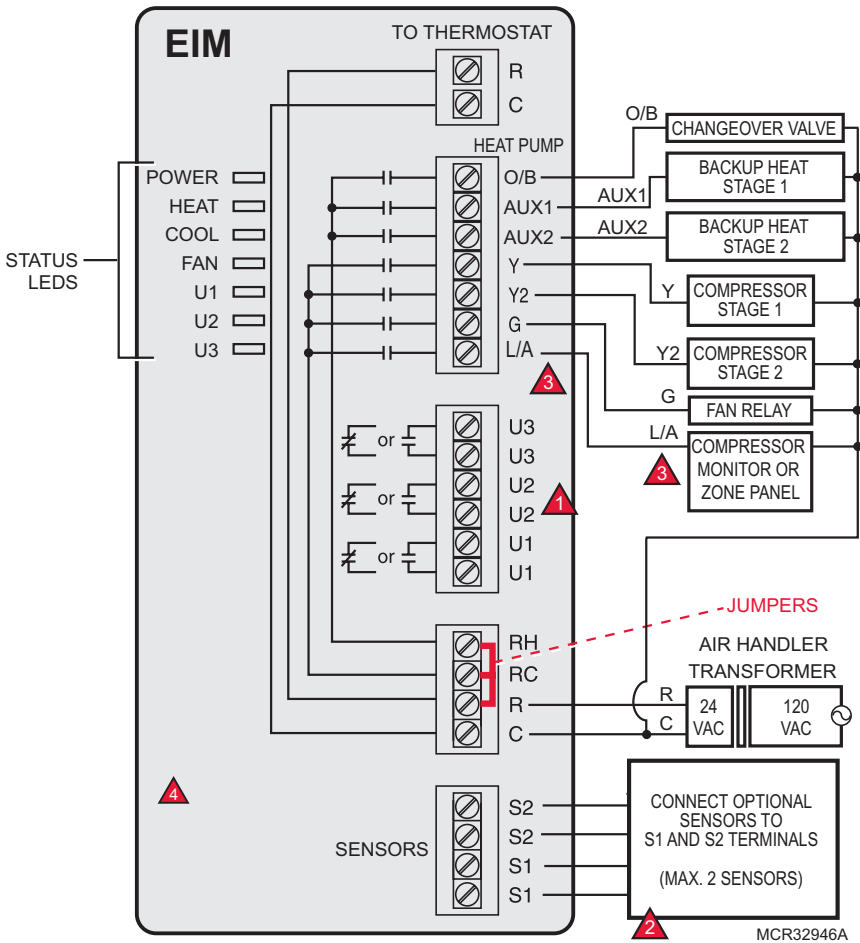 EIM
TO THERMOSTAT
R
C
HEAT PUMP
O/B
AUX1
AUX2
Y
Y2
G
L/A
3
STATUS
LEDS
POWER
HEAT
COOL
FAN
U1
U2
U3
O/B
CHANGEOVER VALVE
AUX1
BACKUP HEAT
STAGE 1
AUX2
BACKUP HEAT
STAGE 2
Y
COMPRESSOR
STAGE 1
Y2
COMPRESSOR
STAGE 2
G
FAN RELAY
L/A
3
COMPRESSOR
MONITOR OR
ZONE PANEL
or
or
or
U3
U3
U2
U2
U1
U1
1
JUMPERS
RH
RC
R
C
AIR HANDLER
TRANSFORMER
R
C
24
VAC
120
VAC
4
SENSORS
S2
S2
S1
S1
CONNECT OPTIONAL
SENSORS TO
S1 AND S2 TERMINALS
(MAX. 2 SENSORS)
2
MCR32946A